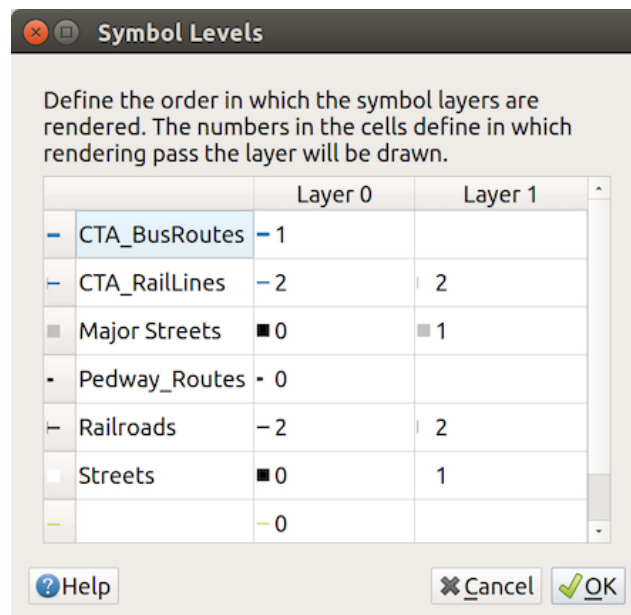 Symbol Levels
Define the order in which the symbol layers are
rendered. The numbers in the cells define in which
rendering pass the layer will be drawn.
Layer 0 Layer 1
CTA_BusRoutes 1
CTA_RailLines 2 2
Major Streets 0 1
Pedway_Routes 0
Railroads 2 2
Streets 0 1
0
Help Cancel OK